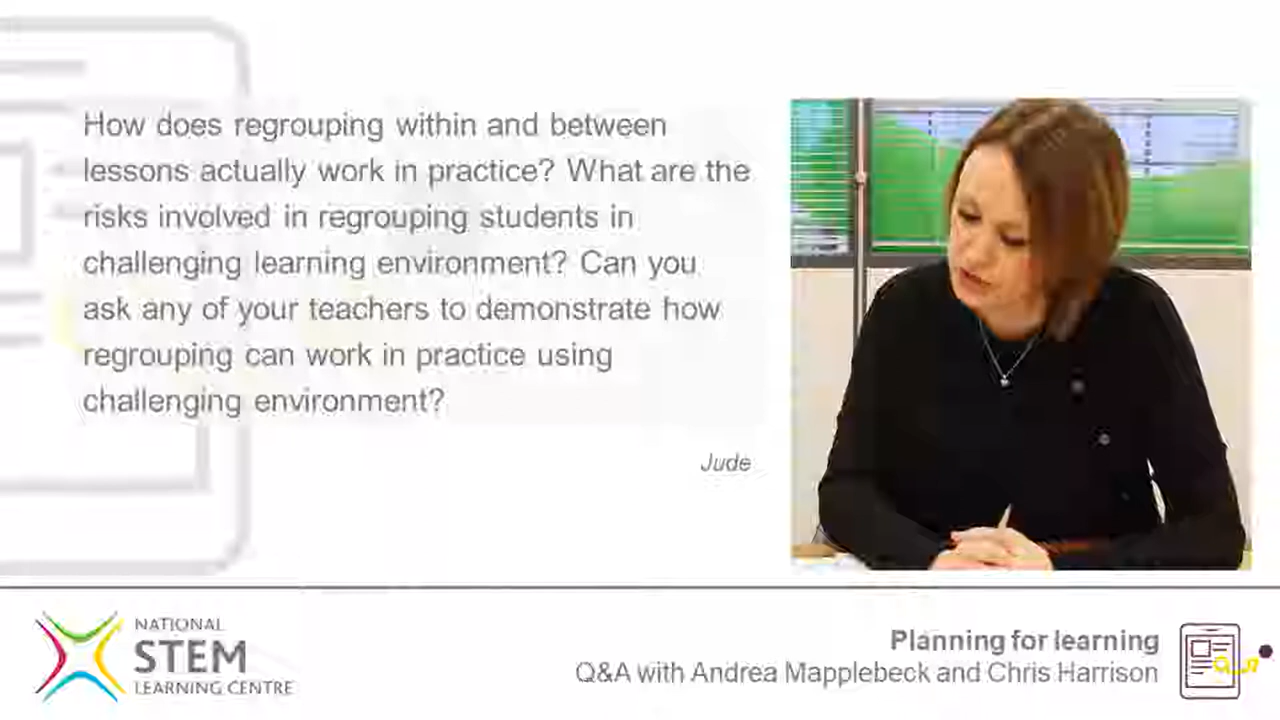 How does regrouping within and between
lessons actually work in practice? What are the
risks involved in regrouping students in
challenging learning environment? Can you
ask any of your teachers to demonstrate how
regrouping can work in practice using
challenging environment?
Jude
NATIONAL
STEM
LEARNING CENTRE
Planning for learning
Q&A with Andrea Mapplebeck and Chris Harrison